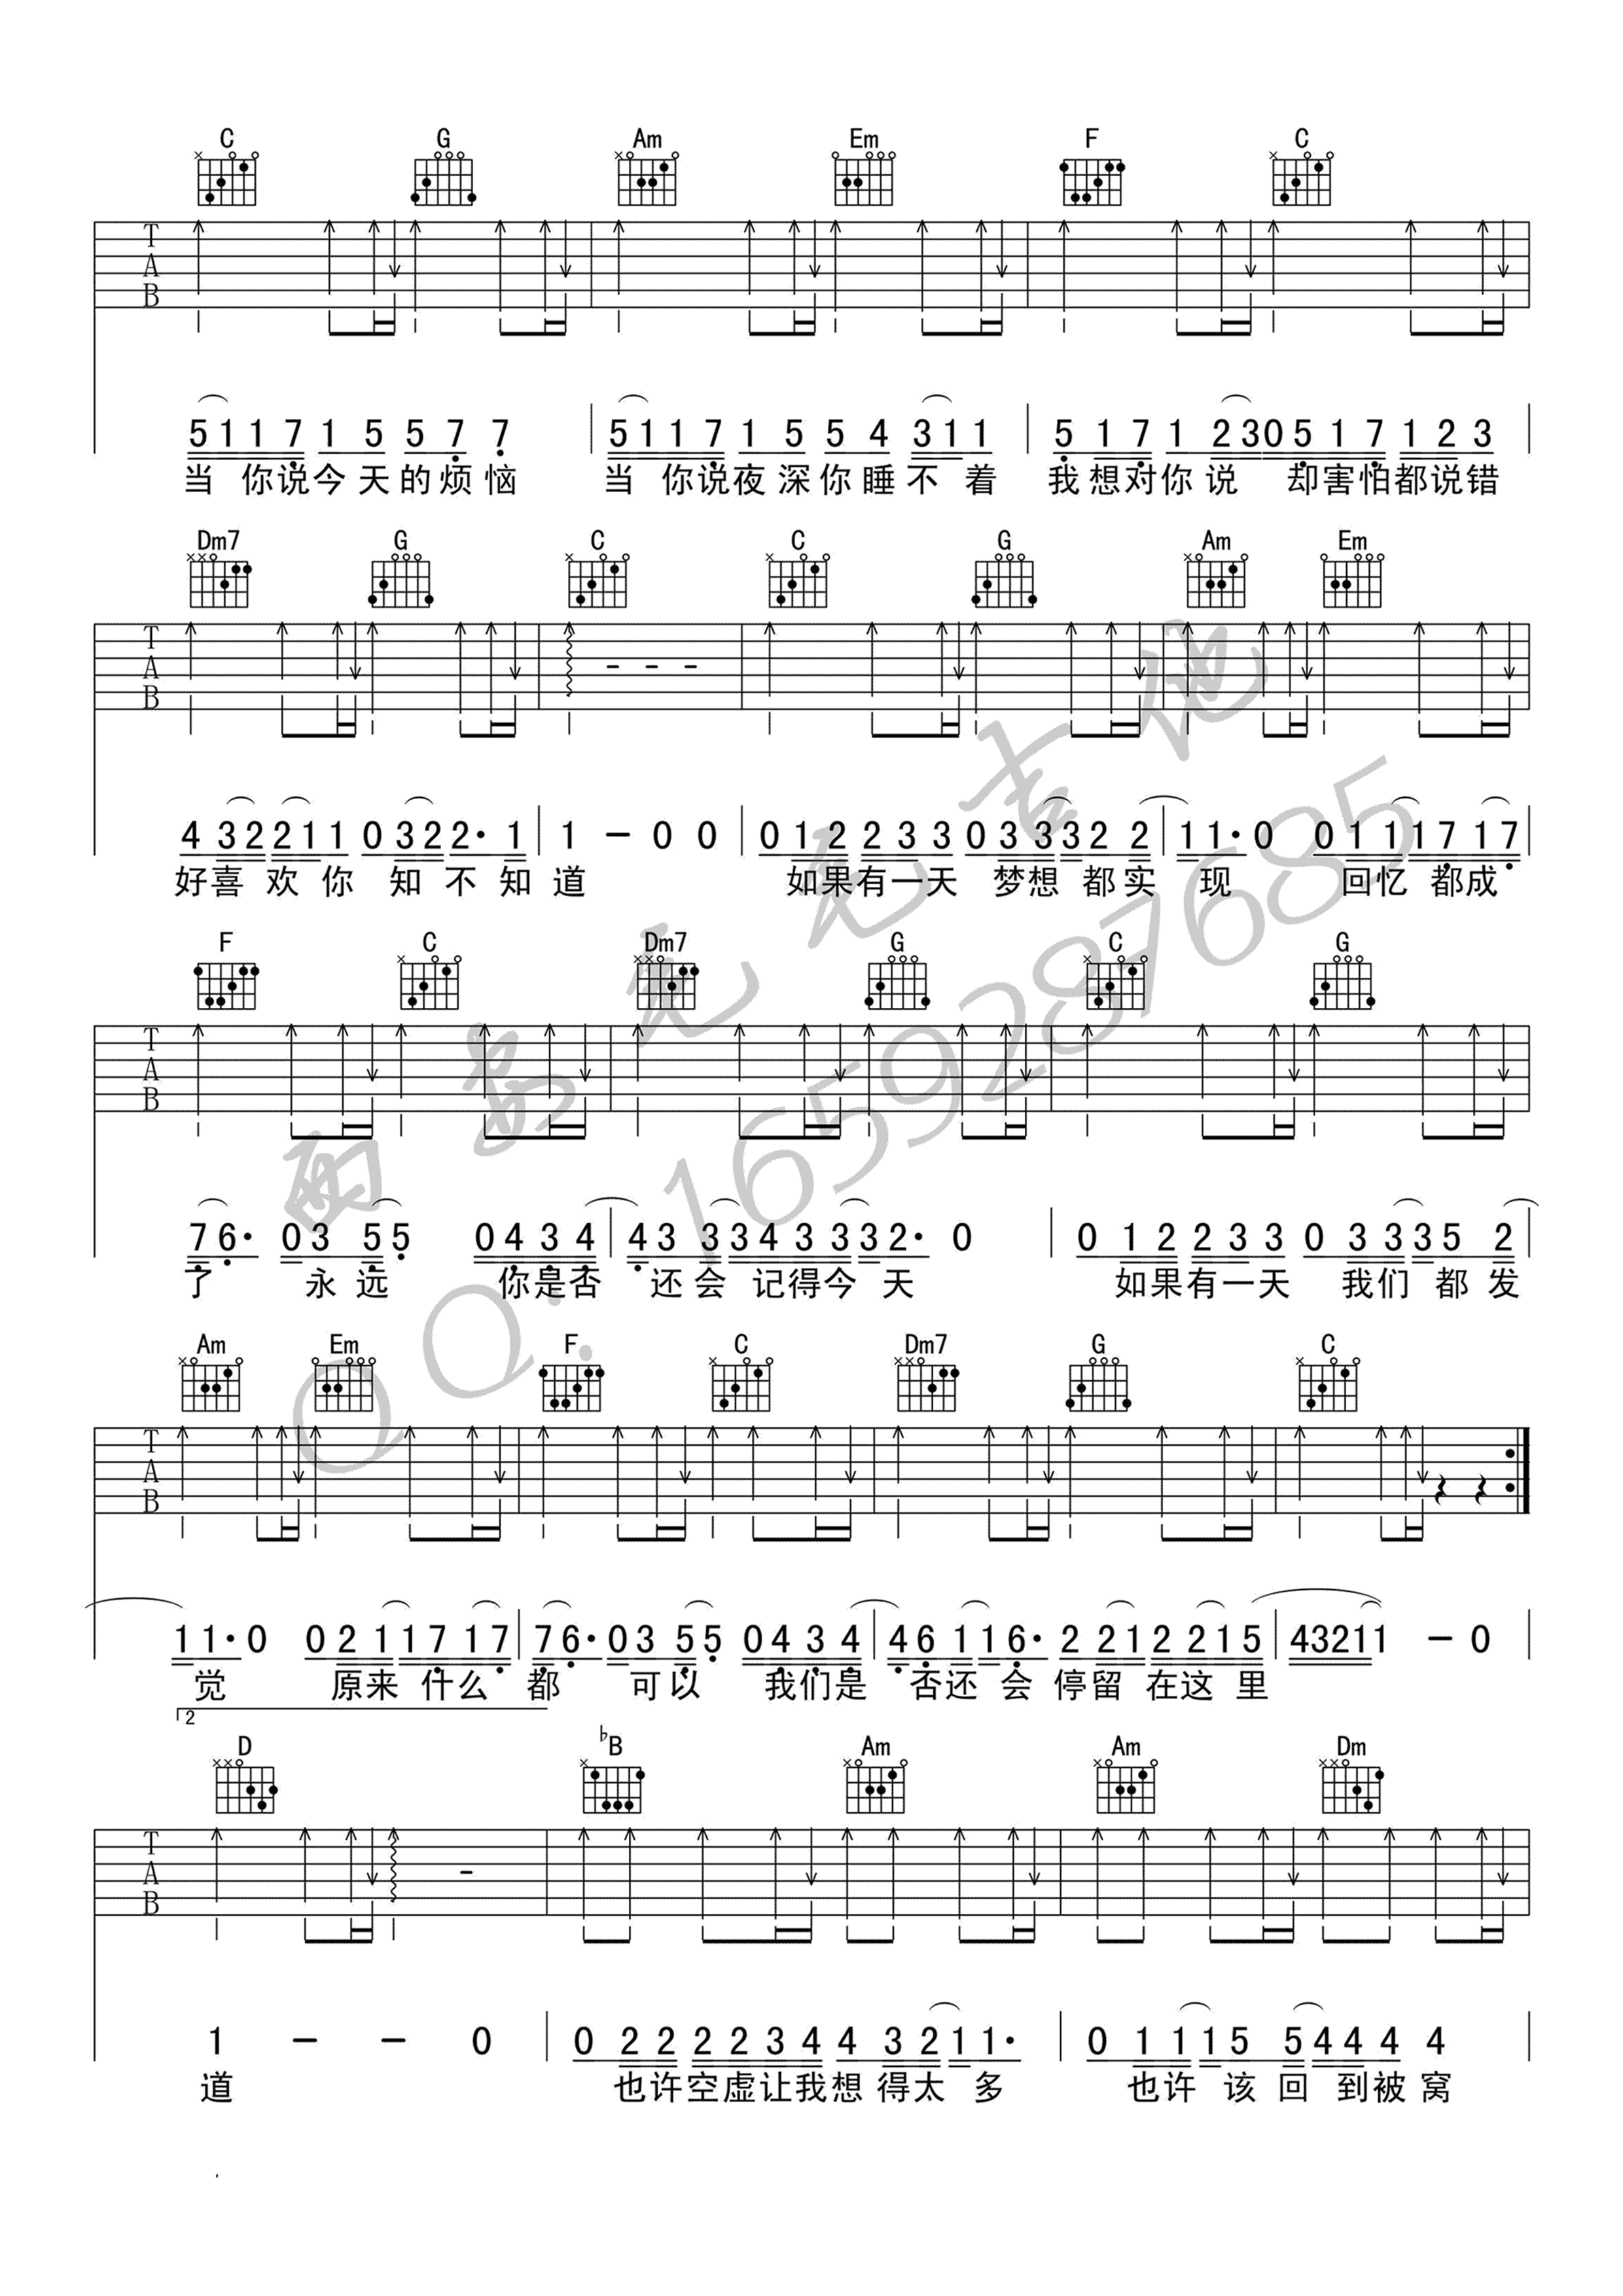 C G Am Em F C
T A B
5 1 1 7 1 5 5 7 7 | 5 1 1 7 1 5 5 4 3 1 1 | 5 1 7 1 2 3 0 5 1 7 1 2 3 |
当 你说今天的烦恼 当 你说夜深你睡不 着 我想对你说 却害怕都说错
Dm7 G C C G Am Em
T A B
4 3 2 2 1 1 0 3 2 2· 1 | 1 - 0 0 | 0 1 2 2 3 3 0 3 3 3 2 2 | 1 1· 0 0 1 1 1 7 1 7 |
好喜 欢 你 知 不 知 道 如果有一天 梦想 都实 现 回忆 都成
F C Dm7 G C G
T A B
7 6· 0 3 5 5 0 4 3 4 | 4 3 3 3 4 3 3 3 2· 0 | 0 1 2 2 3 3 0 3 3 3 5 2 |
了 永 远 你是否 还会 记得今 天 如果有一天 我们 都 发
Am Em F C Dm7 G C
T A B
1 1· 0 0 2 1 1 7 1 7 | 7 6· 0 3 5 5 0 4 3 4 | 4 6 1 1 6· 2 2 1 2 2 1 5 | 4 3 2 1 1 - 0 |
觉 原来 什么 都 可 以 我们是 否还 会 停留 在这 里
2
D ♭B Am Am Dm
T A B
1 - - 0 | 0 2 2 2 2 3 4 4 3 2 1 1· | 0 1 1 1 5 5 4 4 4 4
道 也许空虚让我想 得太 多 也许 该 回 到被 窝
西安毛毛吉他
QQ:1659287685